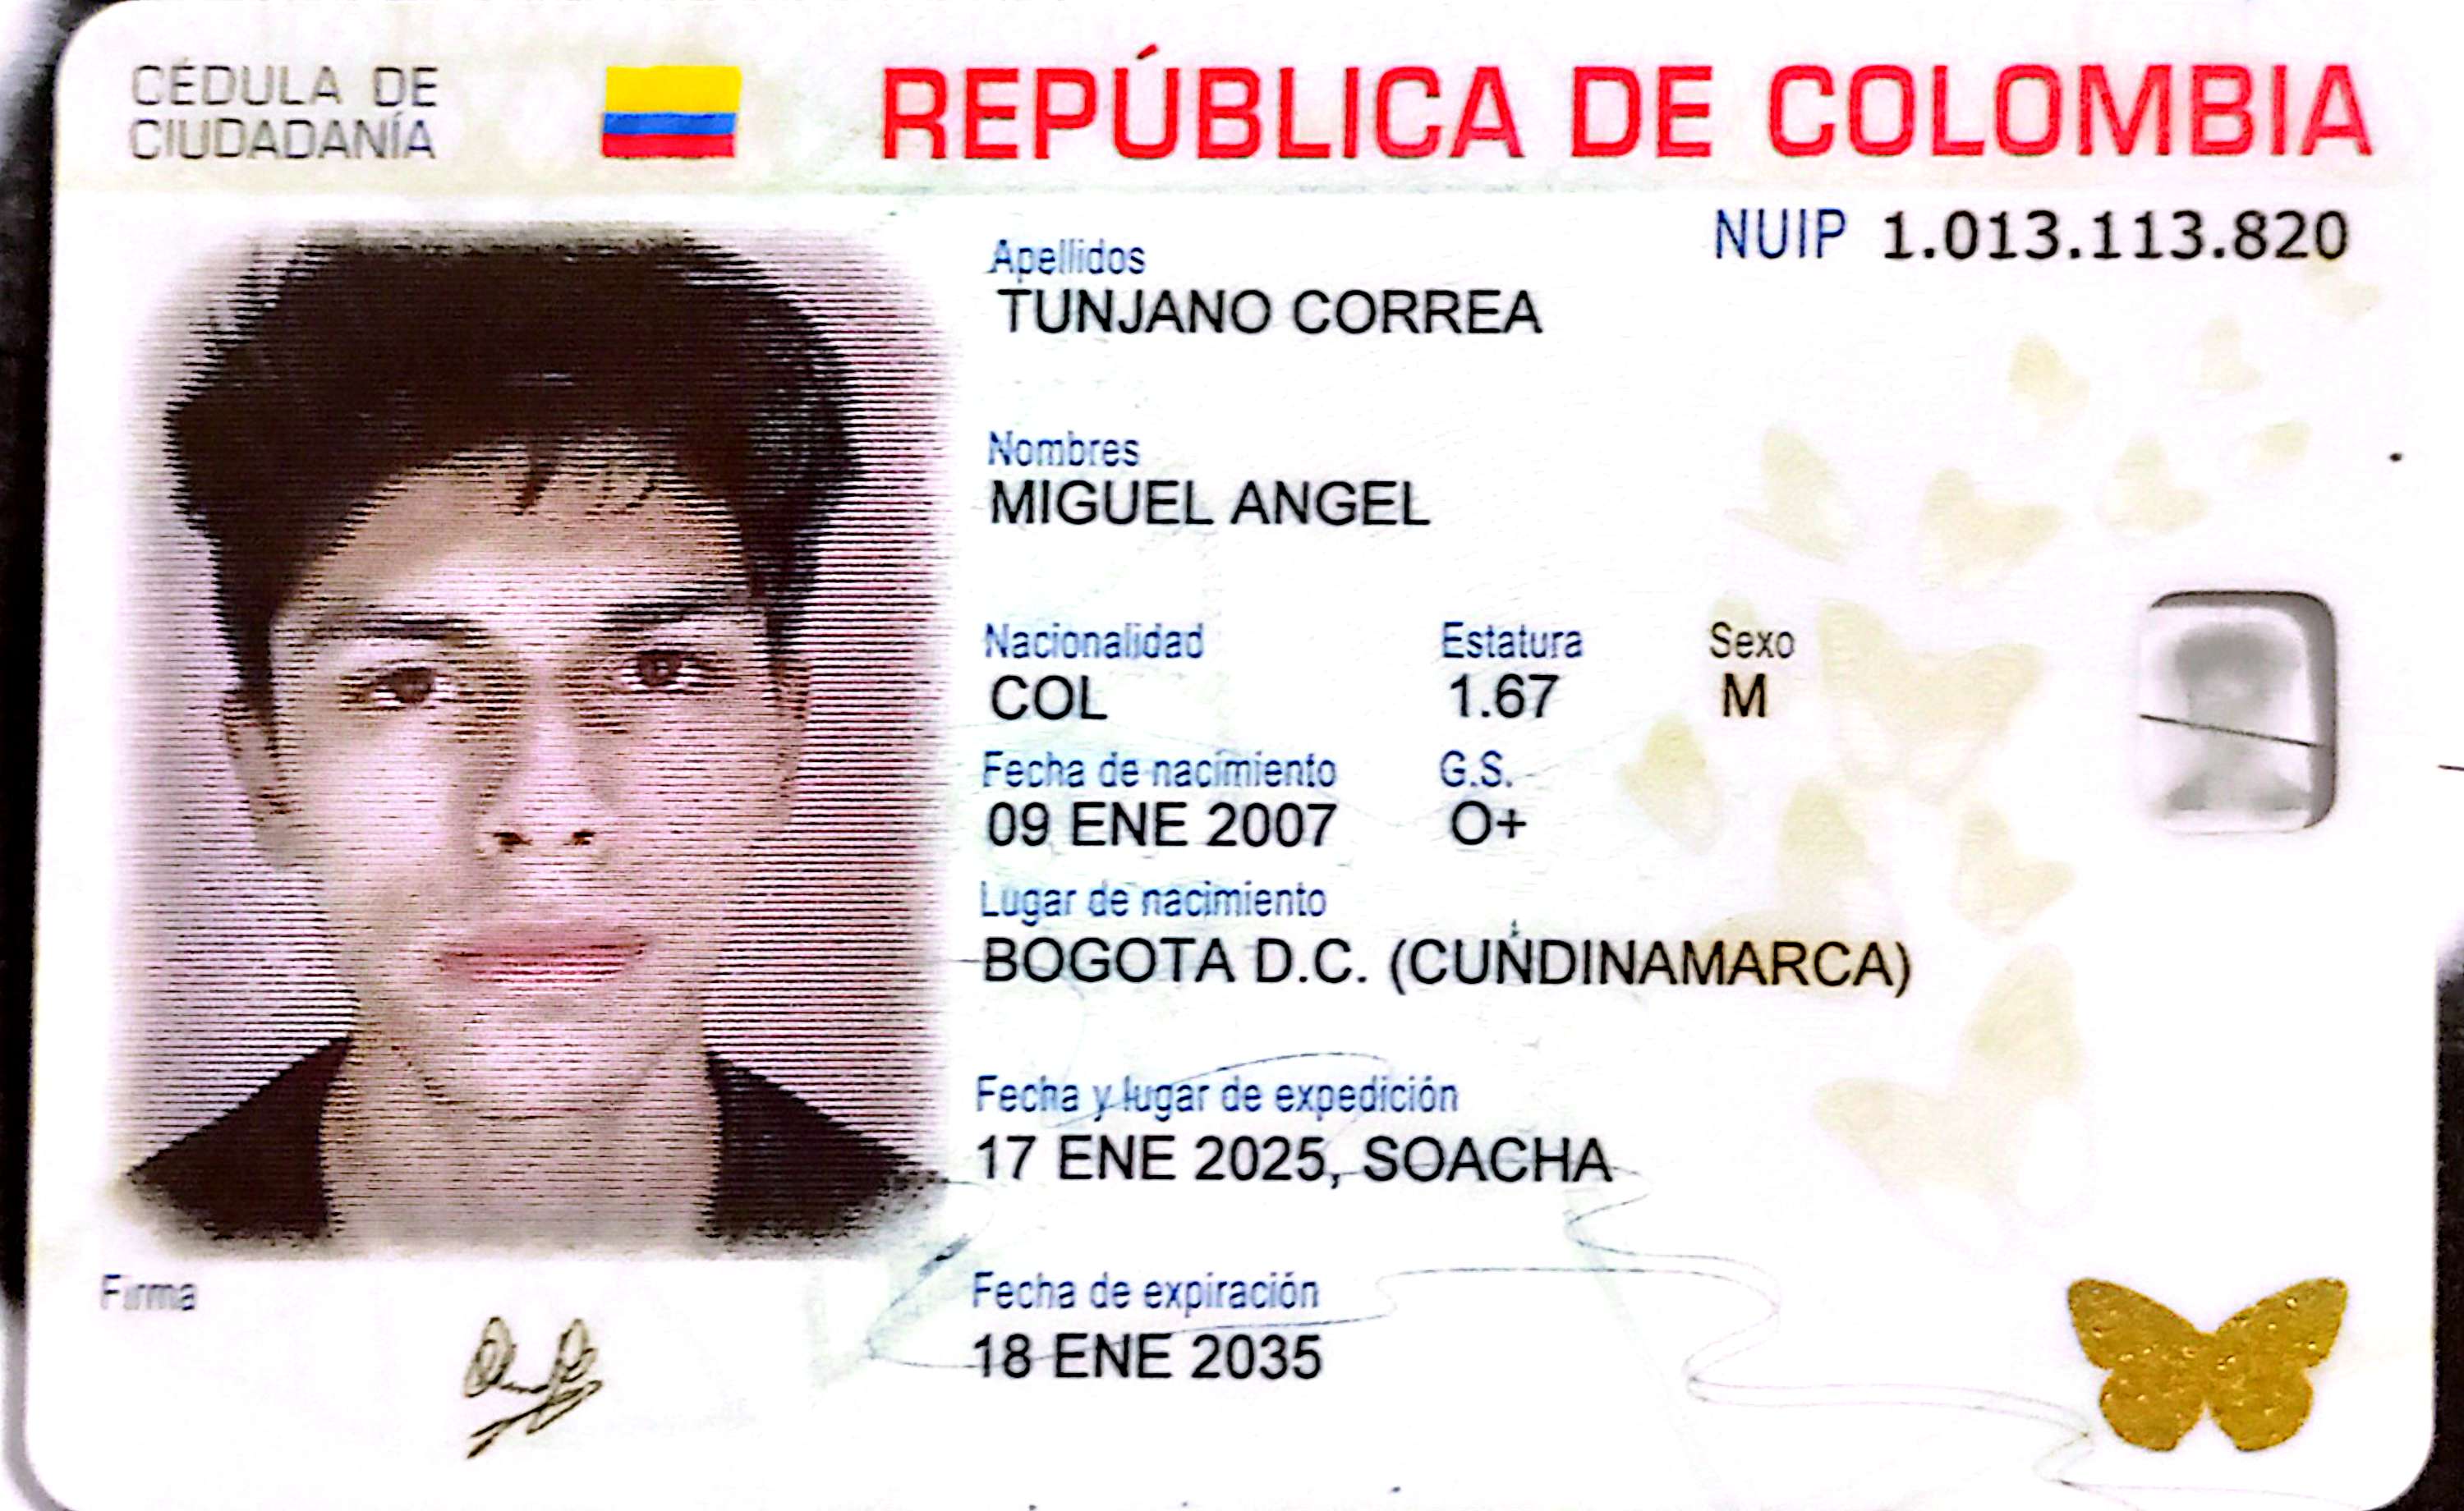 CÉDULA DE
CIUDADANÍA
REPÚBLICA DE COLOMBIA
NUIP 1.013.113.820
Apellidos
TUNJANO CORREA
Nombres
MIGUEL ANGEL
Nacionalidad Estatura Sexo
COL 1.67 M
Fecha de nacimiento G.S.
09 ENE 2007 O+
Lugar de nacimiento
BOGOTA D.C. (CUNDINAMARCA)
Fecha y lugar de expedición
17 ENE 2025, SOACHA
Fecha de expiración
18 ENE 2035
Firma